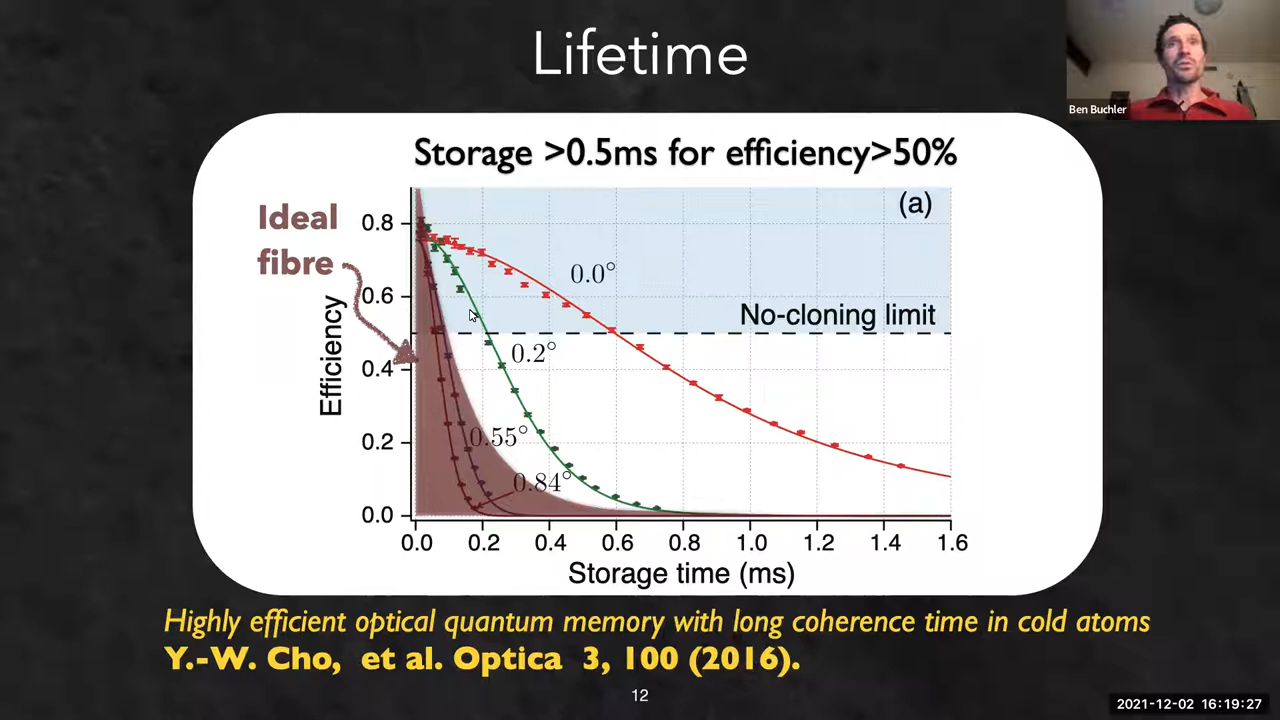 Lifetime
Ben Buchler
Storage >0.5ms for efficiency>50%
(a)
Ideal
fibre
0.8
0.6
0.4
0.2
0.0
Efficiency
0.0°
No-cloning limit
0.2°
0.55°
0.84°
0.0 0.2 0.4 0.6 0.8 1.0 1.2 1.4 1.6
Storage time (ms)
Highly efficient optical quantum memory with long coherence time in cold atoms
Y.-W. Cho, et al. Optica 3, 100 (2016).
12
2021-12-02 16:19:27